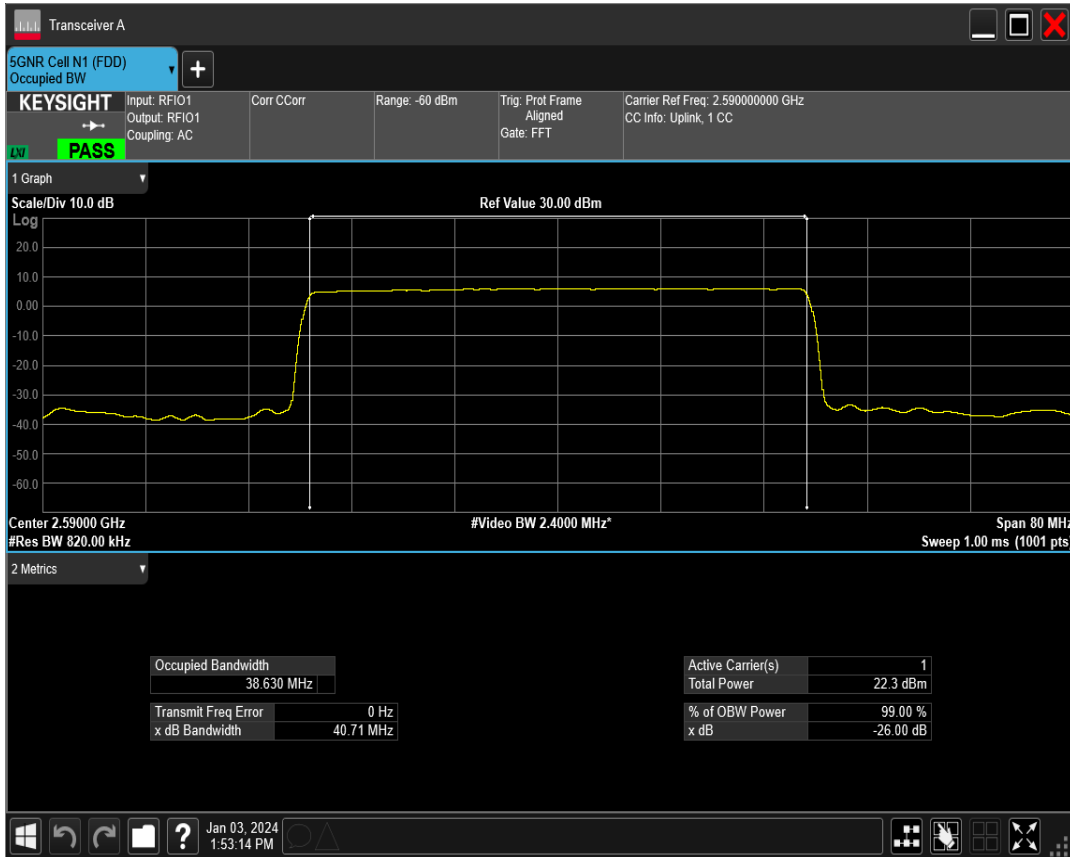 Transceiver A
5GNR Cell N1 (FDD)
Occupied BW
+
KEYSIGHT
LXI
PASS
Input: RFIO1
Output: RFIO1
Coupling: AC
Corr CCorr
Range: -60 dBm
Trig: Prot Frame
Aligned
Gate: FFT
Carrier Ref Freq: 2.590000000 GHz
CC Info: Uplink, 1 CC
1 Graph
Scale/Div 10.0 dB
Ref Value 30.00 dBm
Log
20.0
10.0
0.00
-10.0
-20.0
-30.0
-40.0
-50.0
-60.0
Center 2.59000 GHz
#Video BW 2.4000 MHz*
Span 80 MHz
#Res BW 820.00 kHz
Sweep 1.00 ms (1001 pts)
2 Metrics
Occupied Bandwidth
38.630 MHz
Transmit Freq Error 0 Hz
x dB Bandwidth 40.71 MHz
Active Carrier(s) 1
Total Power 22.3 dBm
% of OBW Power 99.00 %
x dB -26.00 dB
?
Jan 03, 2024
1:53:14 PM